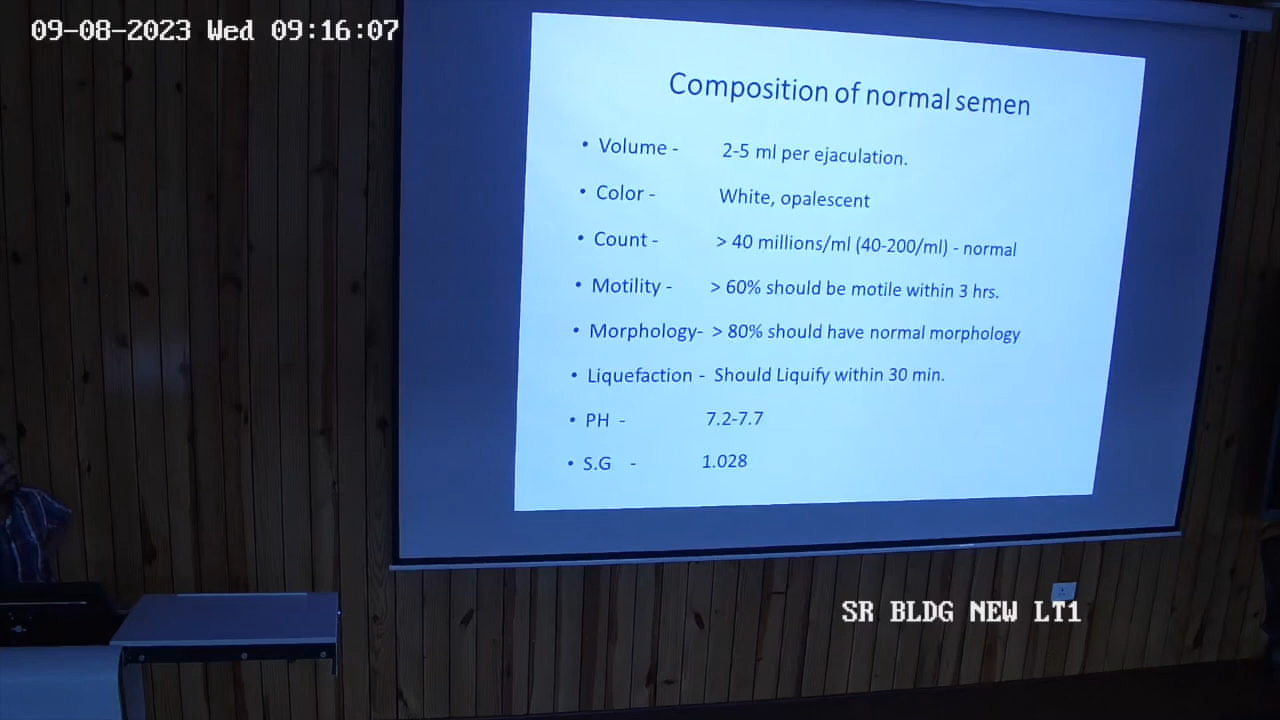 09-08-2023 Wed 09:16:07
Composition of normal semen
• Volume - 2-5 ml per ejaculation.
• Color - White, opalescent
• Count - > 40 millions/ml (40-200/ml) - normal
• Motility - > 60% should be motile within 3 hrs.
• Morphology- > 80% should have normal morphology
• Liquefaction - Should Liquify within 30 min.
• PH - 7.2-7.7
• S.G - 1.028
SR BLDG NEW LT1